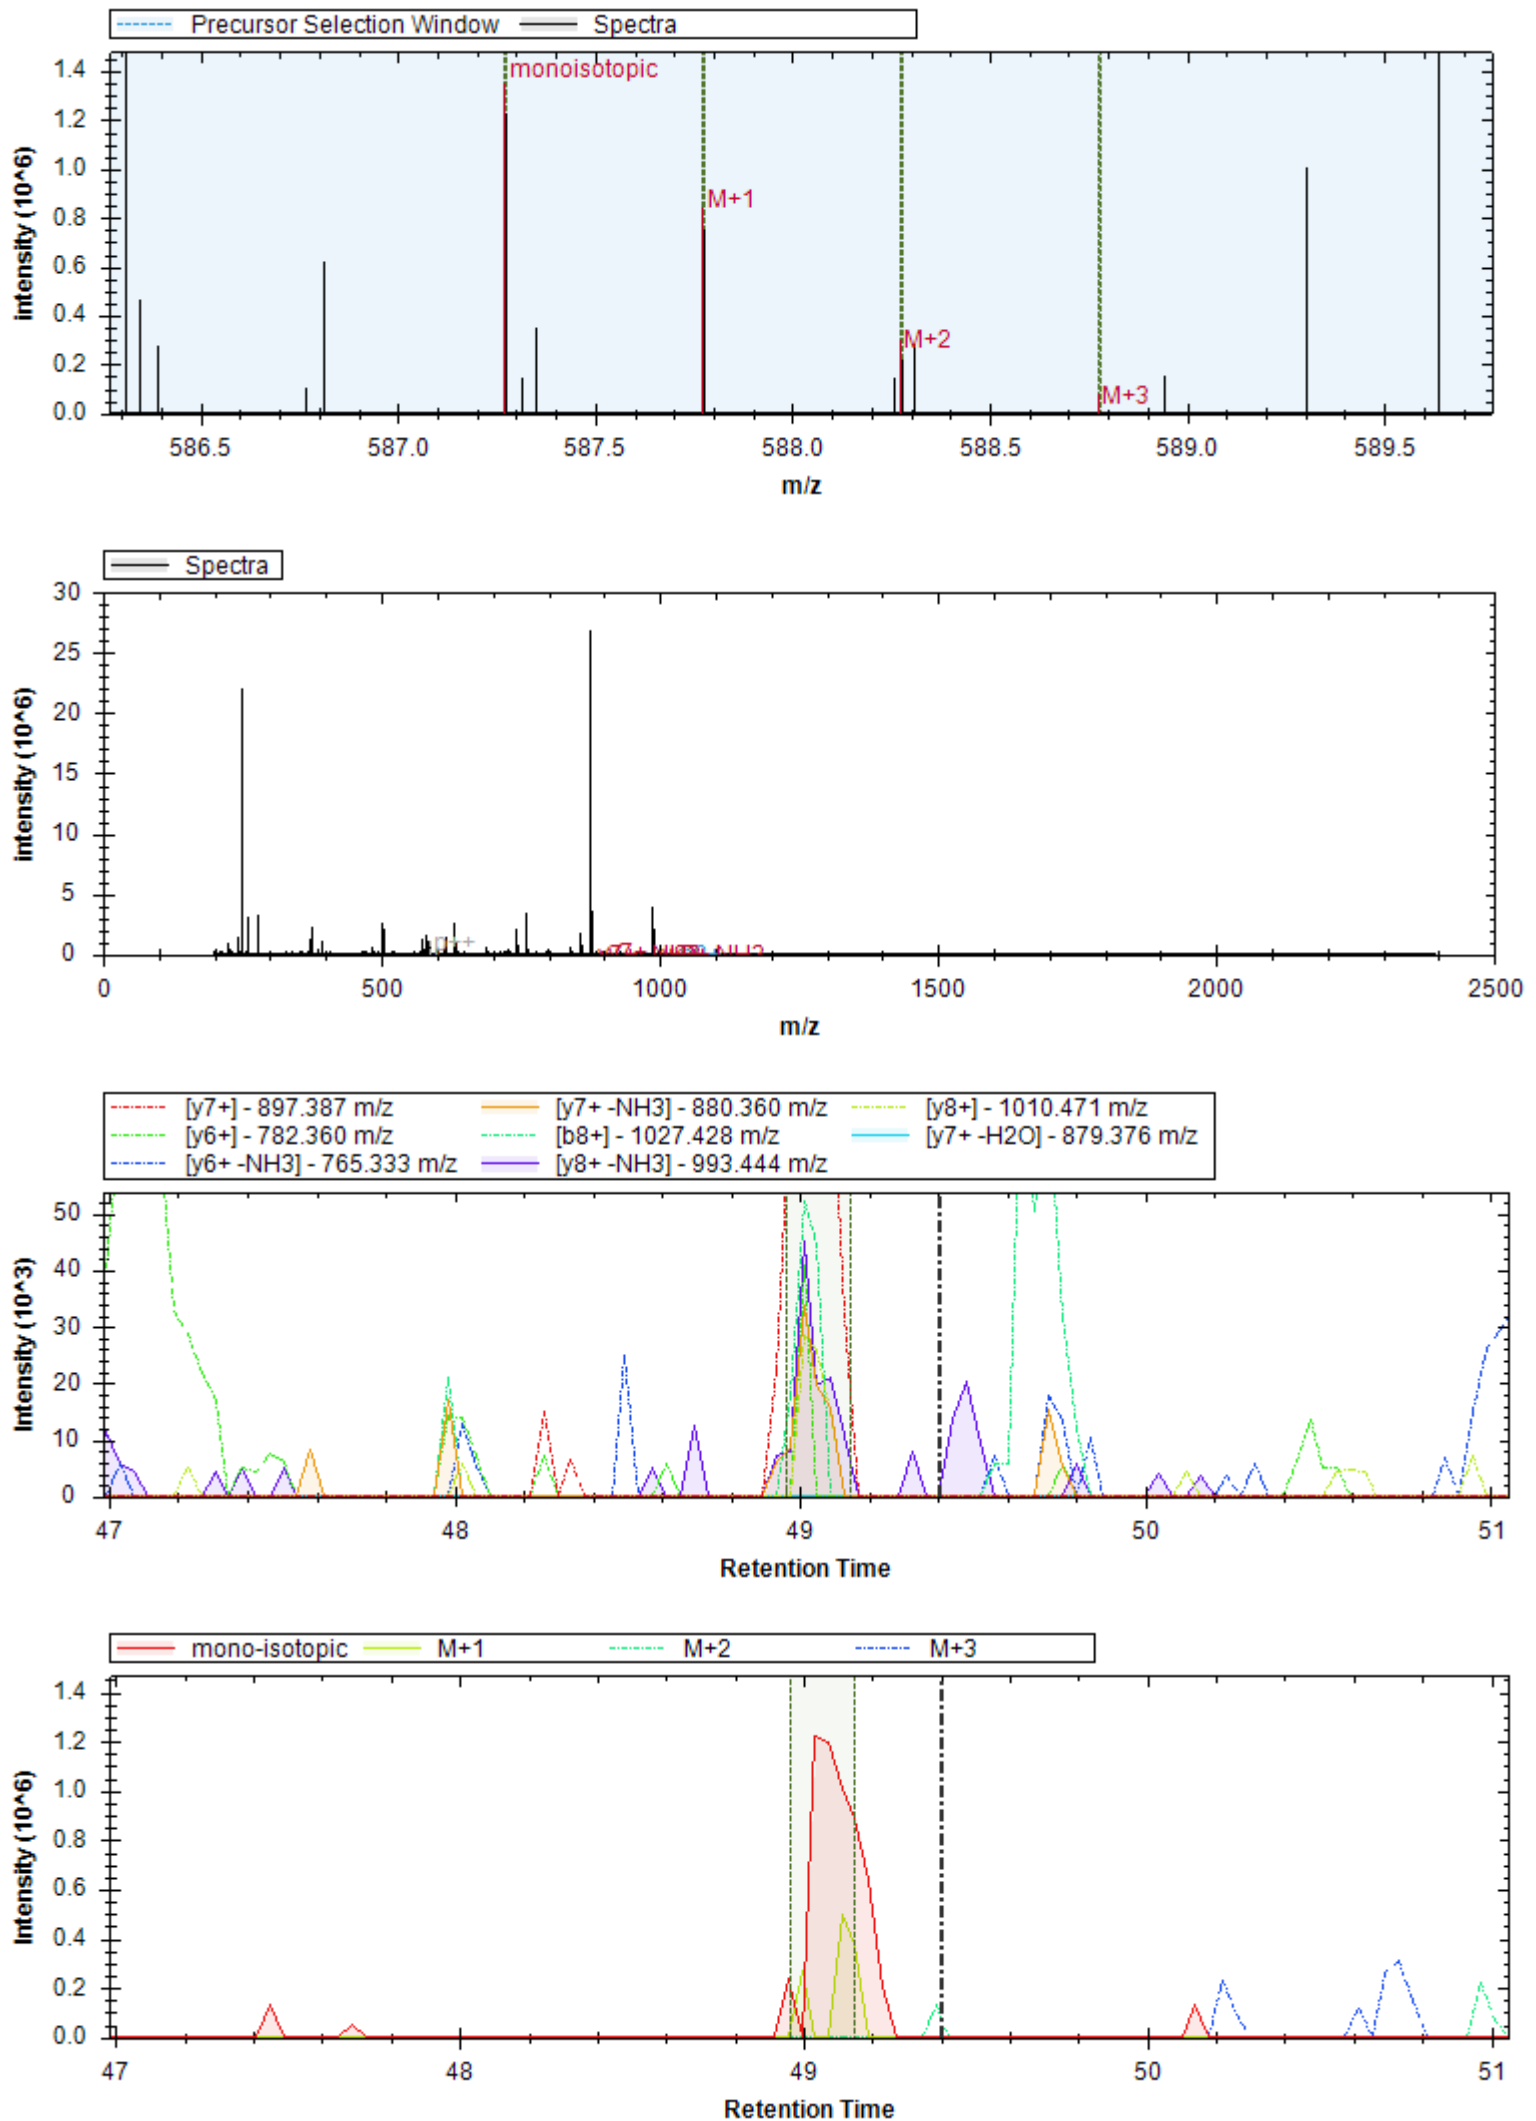 Precursor Selection Window Spectra
intensity (10^6)
1.4
1.2
1.0
0.8
0.6
0.4
0.2
0.0
monoisotopic
M+1
M+2
M+3
586.5 587.0 587.5 588.0 588.5 589.0 589.5
m/z
Spectra
intensity (10^6)
30
25
20
15
10
5
0
p++
0 500 1000 1500 2000 2500
m/z
[y7+] - 897.387 m/z [y7+ -NH3] - 880.360 m/z [y8+] - 1010.471 m/z
[y6+] - 782.360 m/z [b8+] - 1027.428 m/z [y7+ -H2O] - 879.376 m/z
[y6+ -NH3] - 765.333 m/z [y8+ -NH3] - 993.444 m/z
Intensity (10^3)
50
40
30
20
10
0
47 48 49 50 51
Retention Time
mono-isotopic M+1 M+2 M+3
Intensity (10^6)
1.4
1.2
1.0
0.8
0.6
0.4
0.2
0.0
47 48 49 50 51
Retention Time